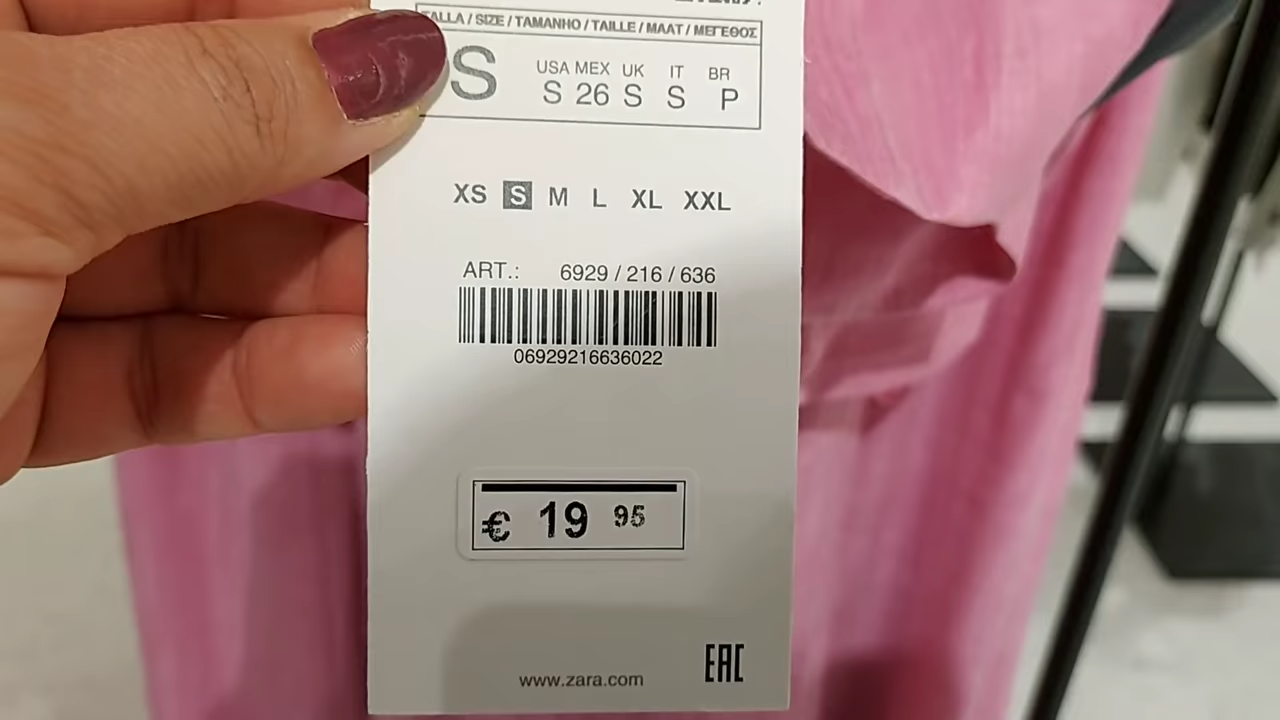 TALLA / SIZE / TAMANHO / TAILLE / MAAT / ΜΕΓΕΘΟΣ
S
USA MEX UK IT BR
S 26 S S P
XS S M L XL XXL
ART.: 6929 / 216 / 636
06929216636022
€ 19 95
www.zara.com
EAC